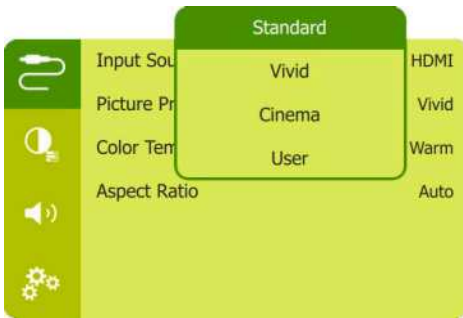 Standard
Vivid
Cinema
User
Input Sou HDMI
Picture Pr Vivid
Color Tem Warm
Aspect Ratio Auto